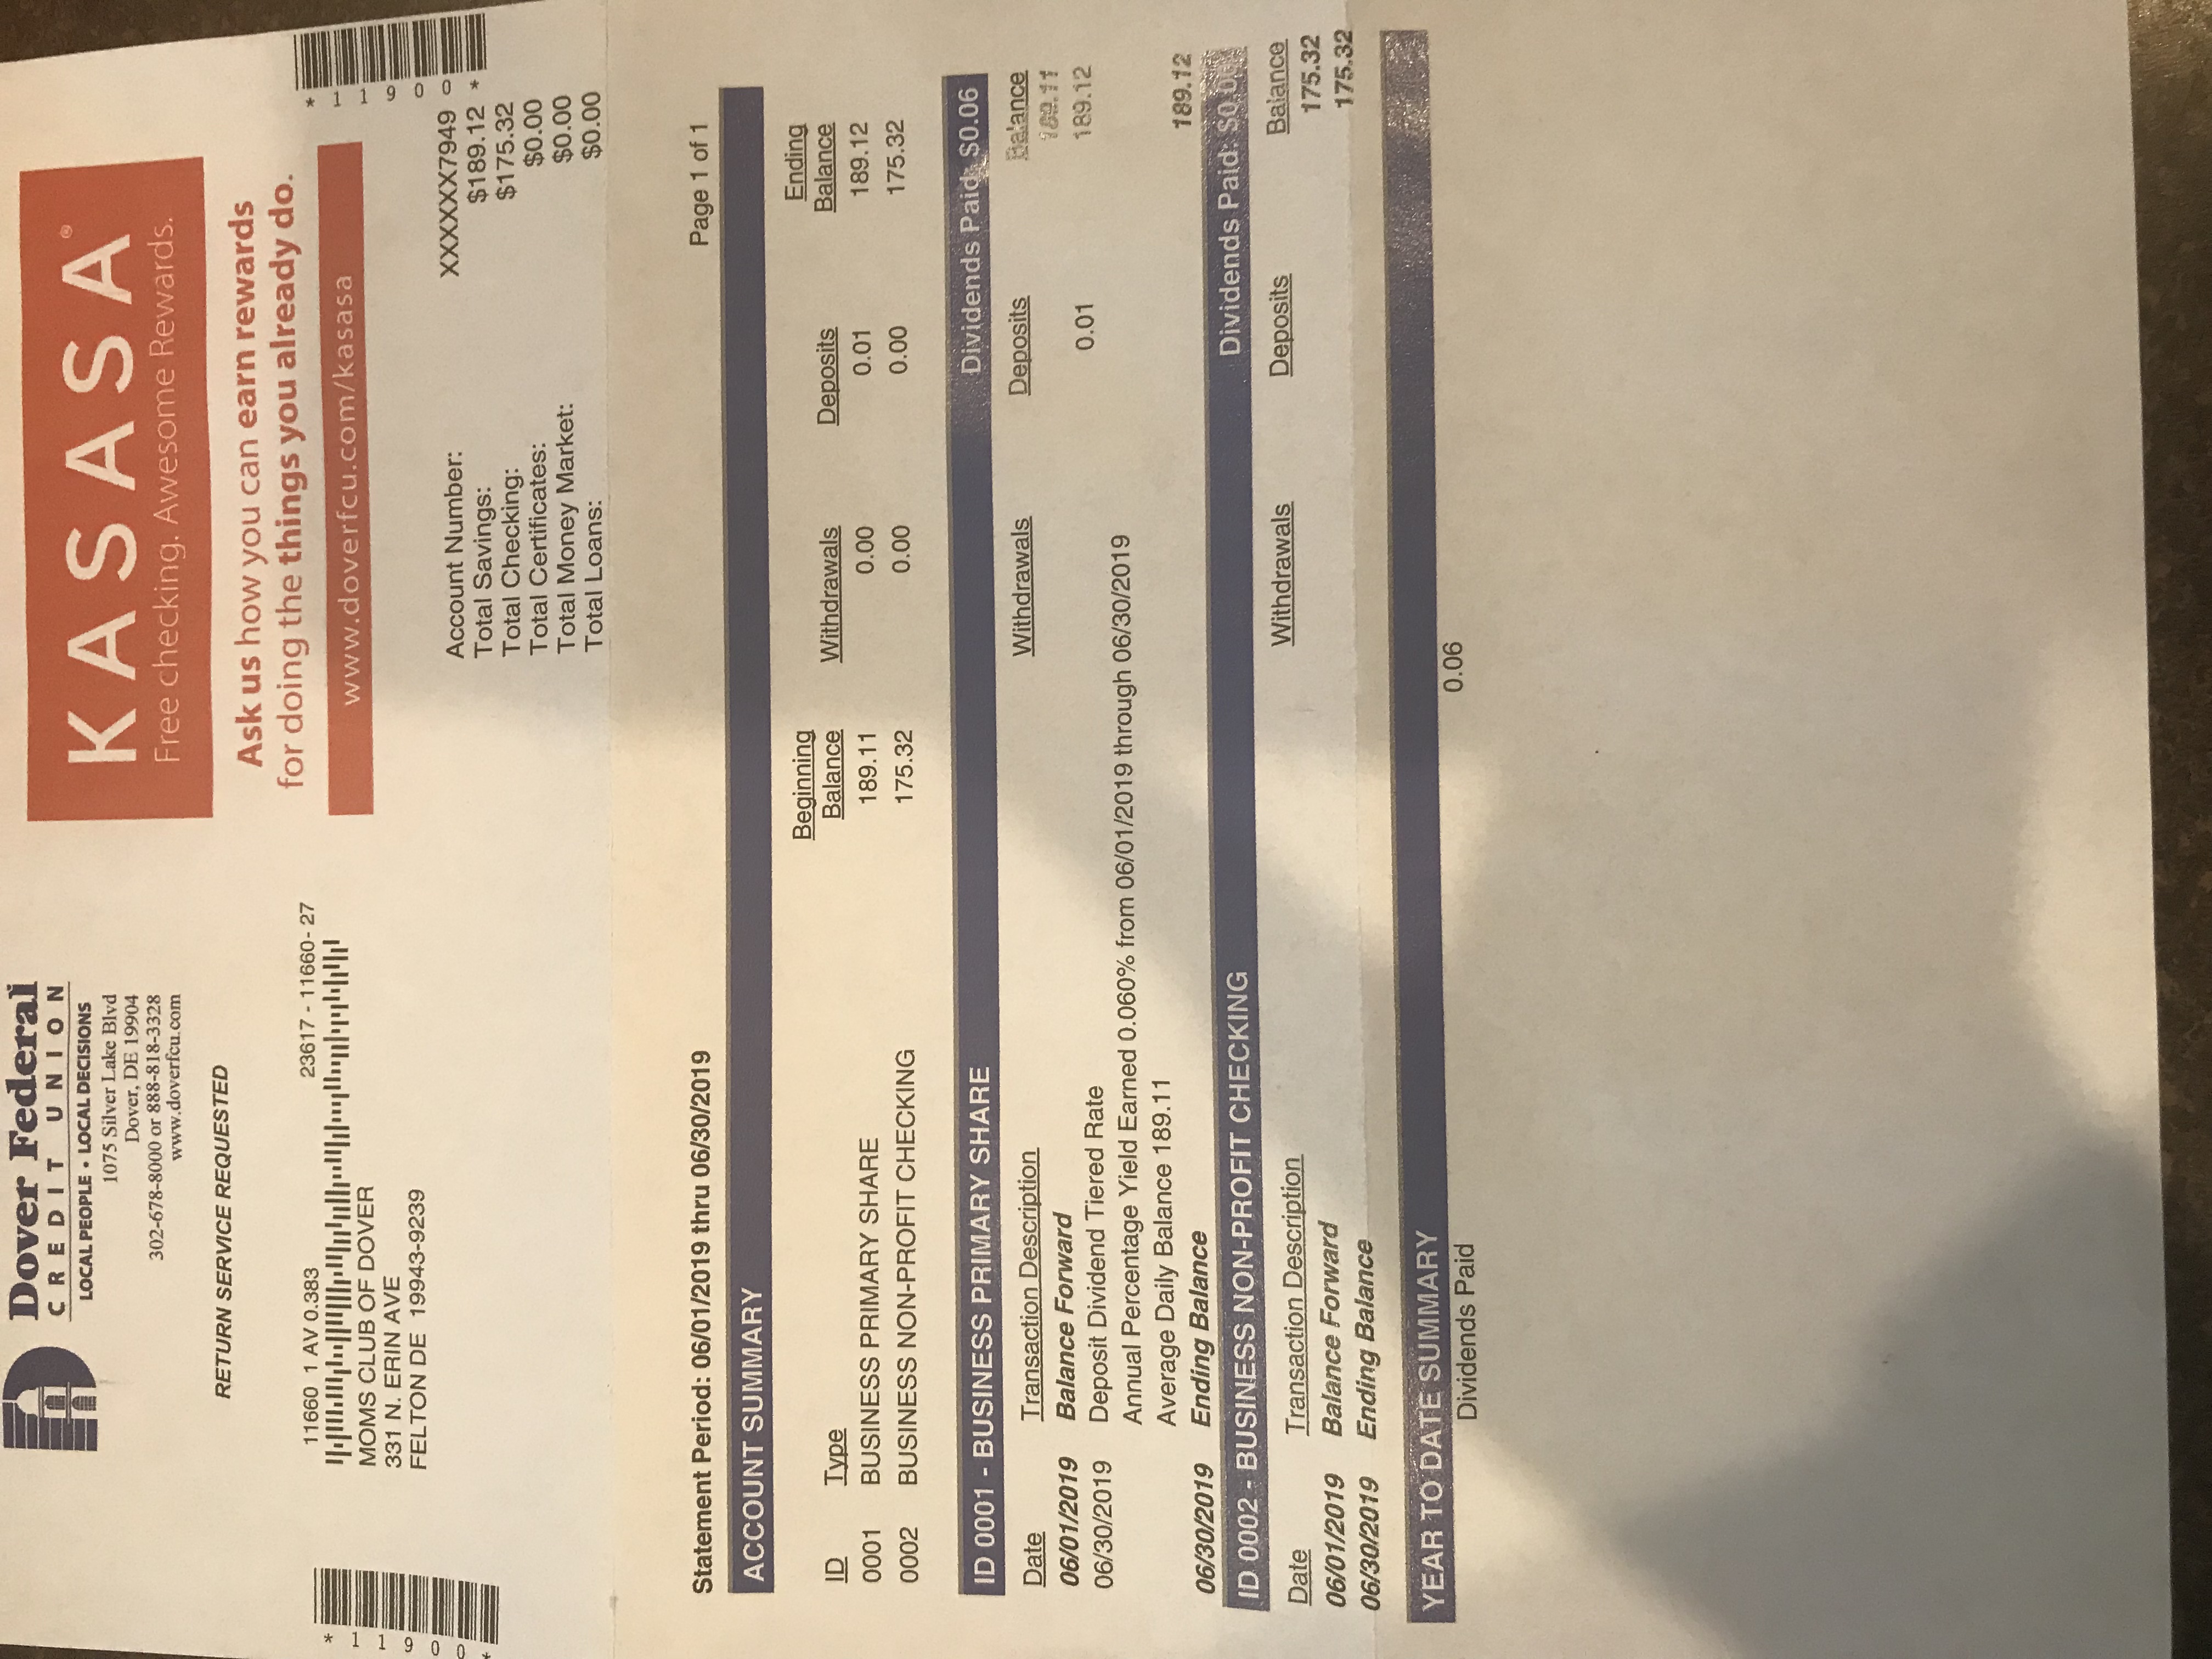 Dover Federal
CREDIT UNION
LOCAL PEOPLE • LOCAL DECISIONS
1075 Silver Lake Blvd
Dover, DE 19904
302-678-8000 or 888-818-3328
www.doverfcu.com
RETURN SERVICE REQUESTED
KASASA®
Free checking. Awesome Rewards.
Ask us how you can earn rewards
for doing the things you already do.
www.doverfcu.com/kasasa
11660 1 AV 0.383 23617 - 11660- 27
MOMS CLUB OF DOVER
331 N. ERIN AVE
FELTON DE 19943-9239
*11900*
*11900*
Account Number: XXXXXX7949
Total Savings: $189.12
Total Checking: $175.32
Total Certificates: $0.00
Total Money Market: $0.00
Total Loans: $0.00
Statement Period: 06/01/2019 thru 06/30/2019 Page 1 of 1
ACCOUNT SUMMARY
Beginning Ending
ID Type Balance Withdrawals Deposits Balance
0001 BUSINESS PRIMARY SHARE 189.11 0.00 0.01 189.12
0002 BUSINESS NON-PROFIT CHECKING 175.32 0.00 0.00 175.32
ID 0001 - BUSINESS PRIMARY SHARE Dividends Paid: $0.06
Date Transaction Description Withdrawals Deposits Balance
06/01/2019 Balance Forward 189.11
06/30/2019 Deposit Dividend Tiered Rate 0.01 189.12
Annual Percentage Yield Earned 0.060% from 06/01/2019 through 06/30/2019
Average Daily Balance 189.11
06/30/2019 Ending Balance 189.12
ID 0002 - BUSINESS NON-PROFIT CHECKING Dividends Paid:
Date Transaction Description Withdrawals Deposits Balance
06/01/2019 Balance Forward 175.32
06/30/2019 Ending Balance 175.32
YEAR TO DATE SUMMARY
Dividends Paid 0.06